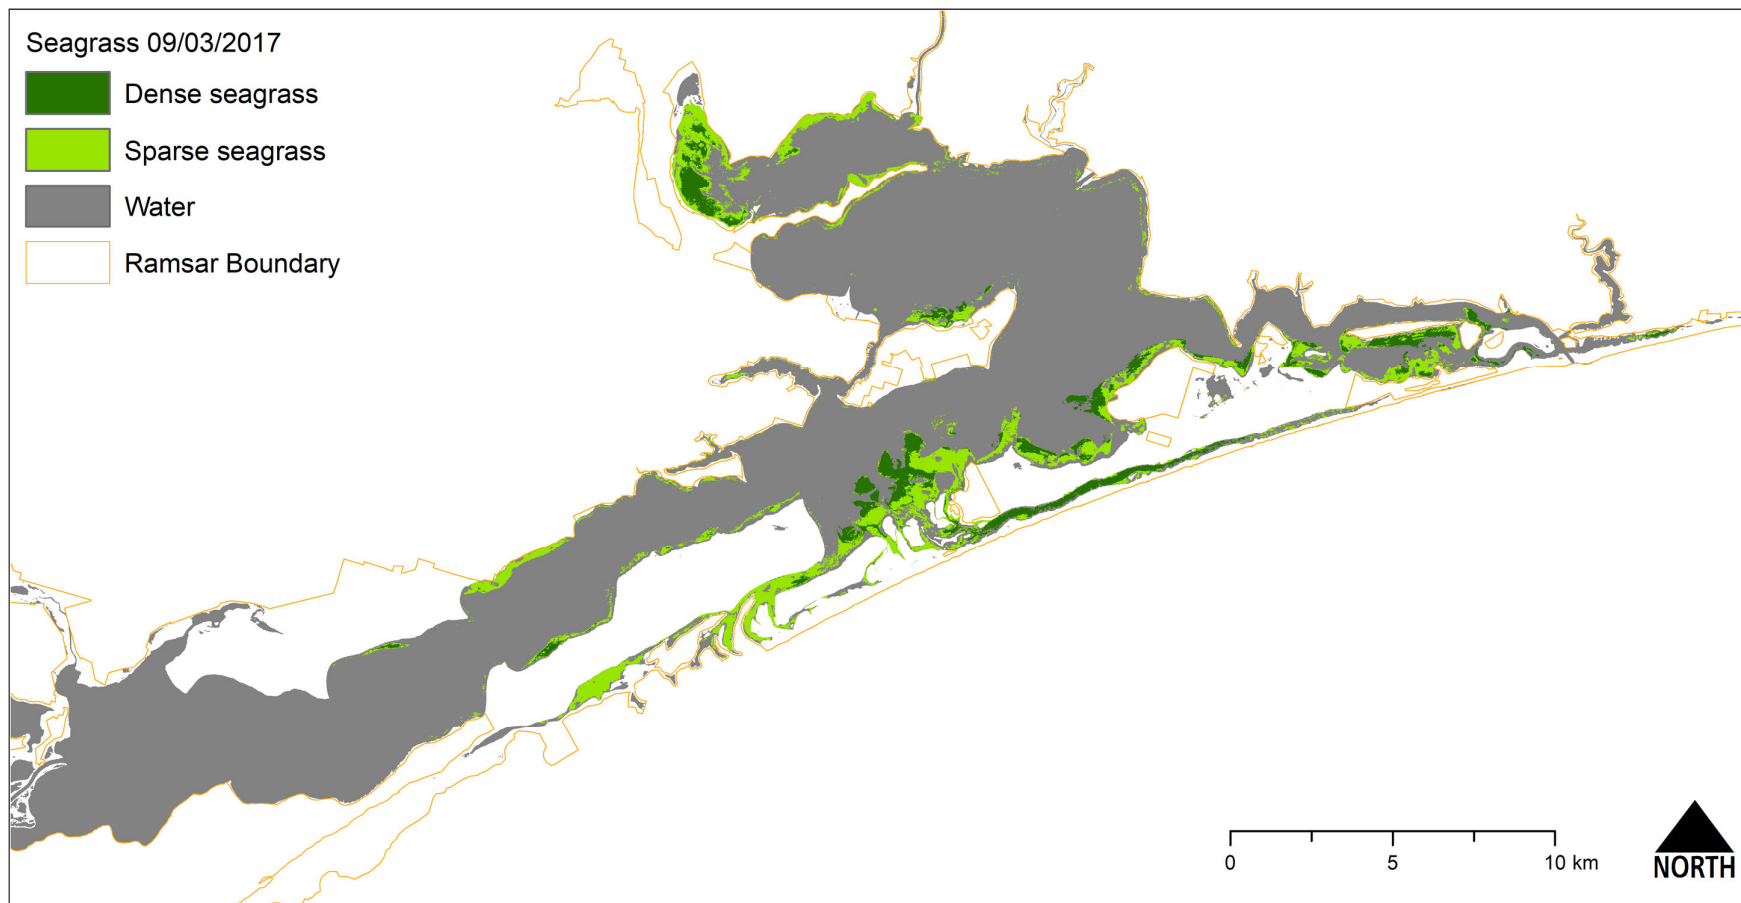 Seagrass 09/03/2017
Dense seagrass
Sparse seagrass
Water
Ramsar Boundary
0 5 10 km
NORTH